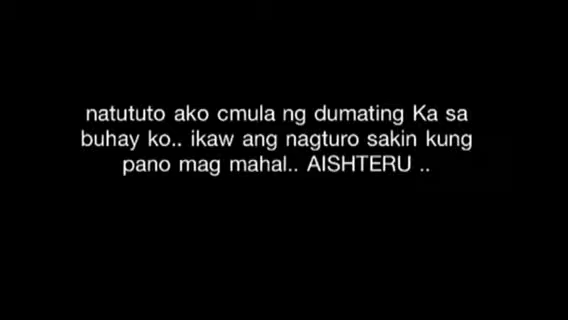 natututo ako cmula ng dumating Ka sa
buhay ko.. ikaw ang nagturo sakin kung
pano mag mahal.. AISHTERU ..